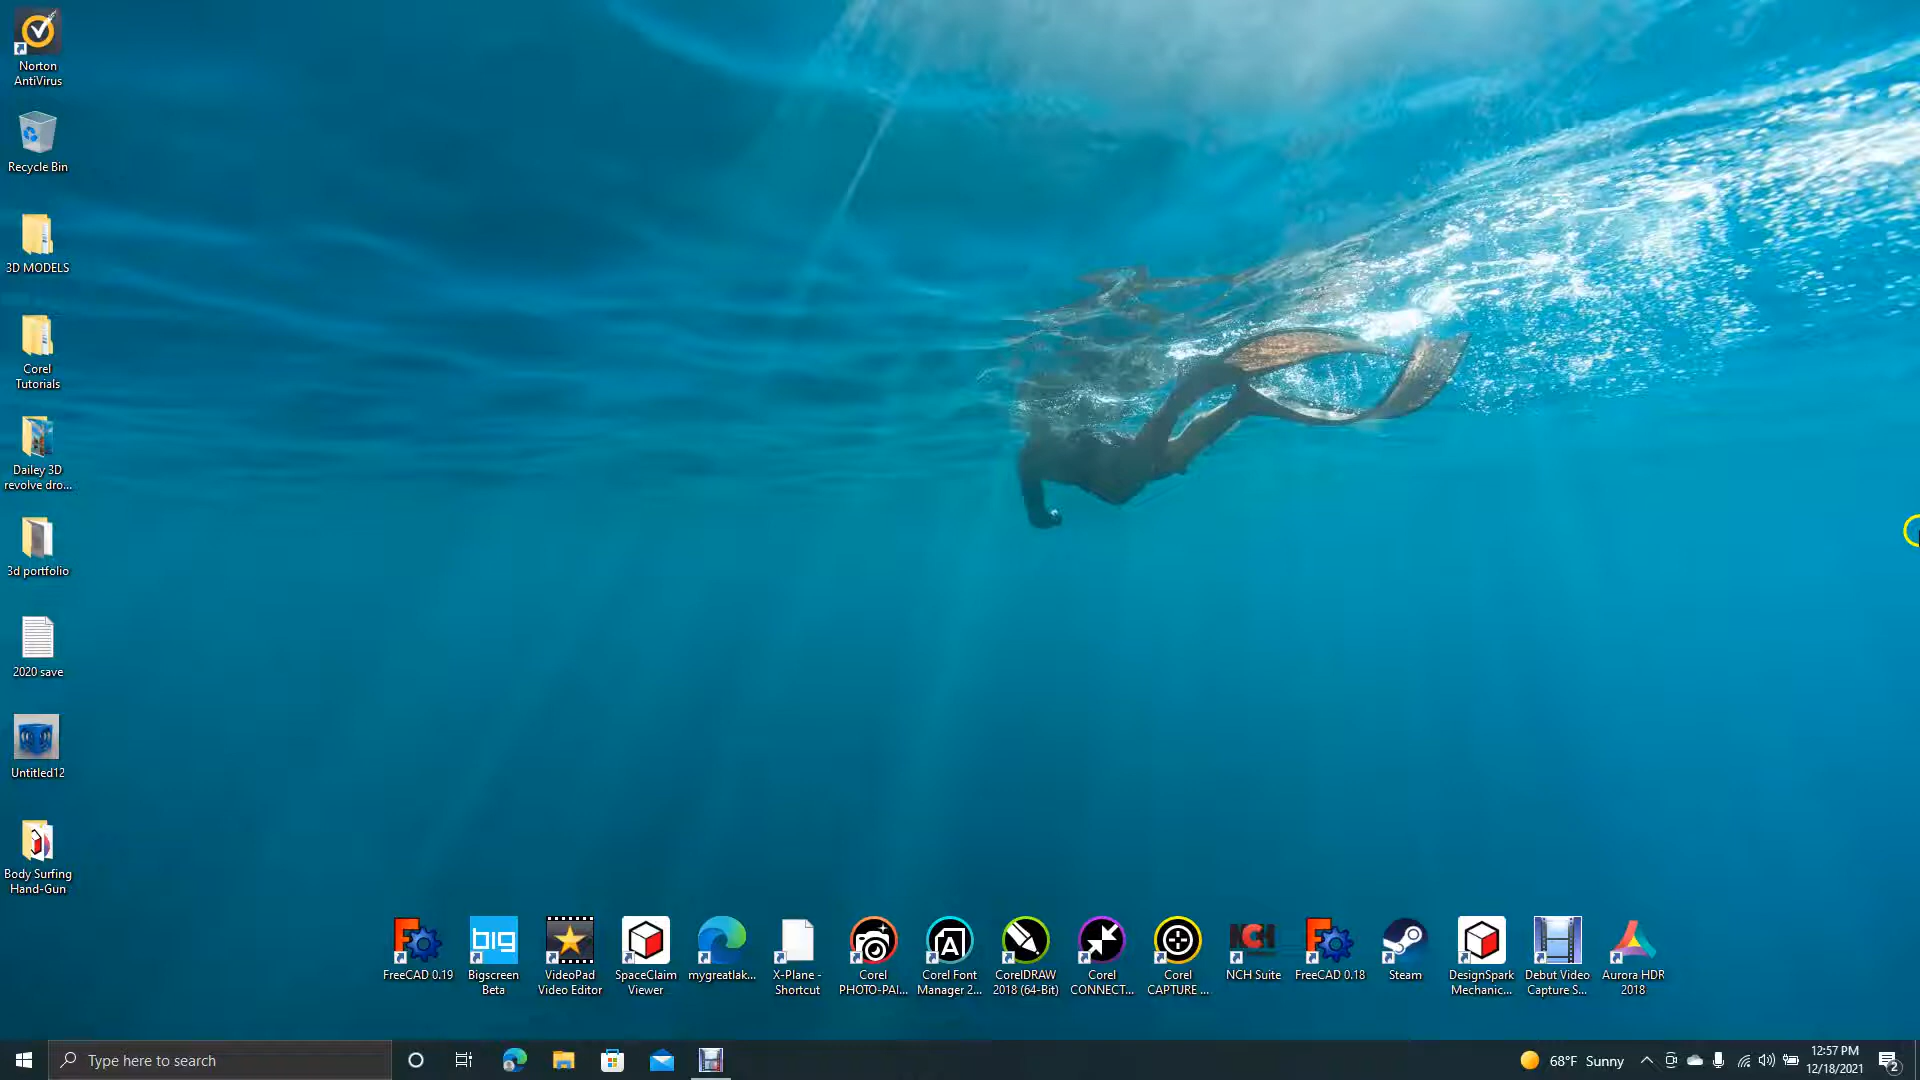 Norton
AntiVirus
Recycle Bin
3D MODELS
Corel
Tutorials
Dailey 3D
revolve dro...
3d portfolio
2020 save
Untitled12
Body Surfing
Hand-Gun
FreeCAD 0.19
big
Bigscreen
Beta
VideoPad
Video Editor
SpaceClaim
Viewer
mygreatlak...
X-Plane -
Shortcut
Corel
PHOTO-PAI...
Corel Font
Manager 2...
CorelDRAW
2018 (64-Bit)
Corel
CONNECT...
Corel
CAPTURE ...
NCH
NCH Suite
FreeCAD 0.18
Steam
DesignSpark
Mechanic...
Debut Video
Capture S...
Aurora HDR
2018
Type here to search
68°F Sunny
12:57 PM
12/18/2021
2